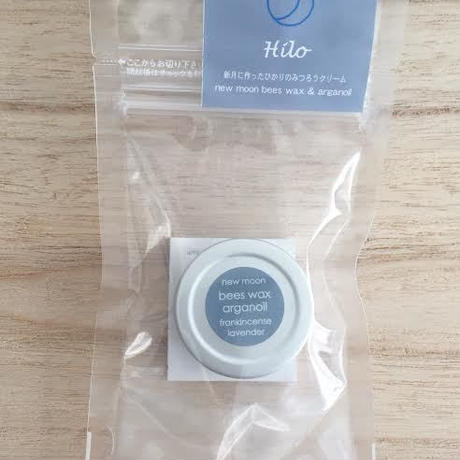 Hilo
新月に作ったひかりのみつろうクリーム
new moon bees wax & arganoil
ここからお切り下さい
new moon
bees wax
arganoil
frankincense
lavender